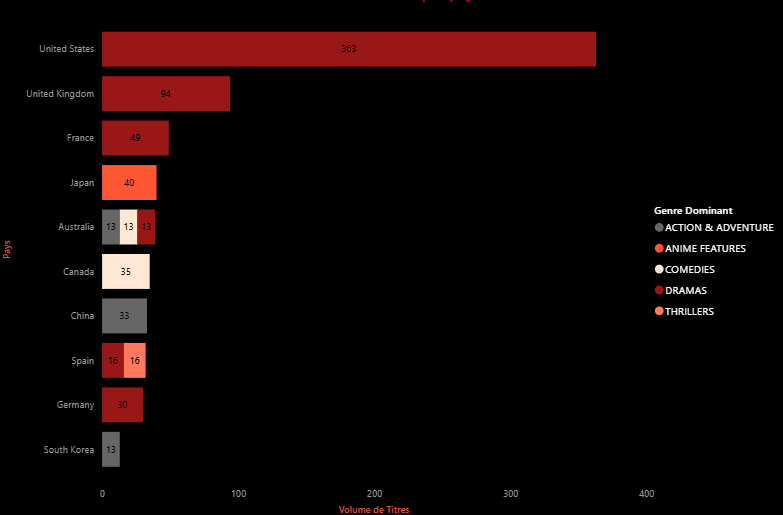 United States 363
United Kingdom 94
France 49
Japan 40
Australia 13 13 13
Canada 35
China 33
Spain 16 16
Germany 30
South Korea 13
0 100 200 300 400
Volume de Titres
Pays
Genre Dominant
ACTION & ADVENTURE
ANIME FEATURES
COMEDIES
DRAMAS
THRILLERS